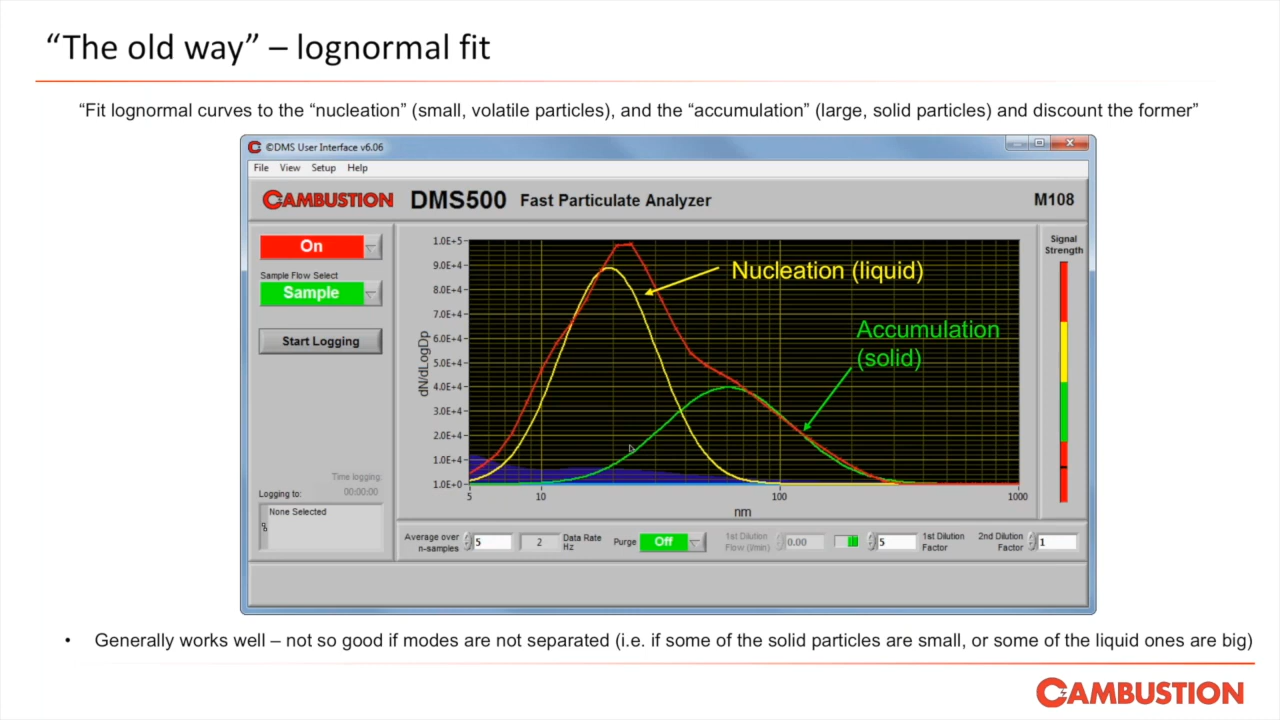 “The old way” – lognormal fit
“Fit lognormal curves to the “nucleation” (small, volatile particles), and the “accumulation” (large, solid particles) and discount the former”
©DMS User Interface v6.06
File View Setup Help
CAMBUSTION DMS500 Fast Particulate Analyzer M108
On
Sample Flow Select
Sample
Start Logging
Time logging:
Logging to: 00:00:00
None Selected
%
dN/dLogDp
1.0E+5
9.0E+4
8.0E+4
7.0E+4
6.0E+4
5.0E+4
4.0E+4
3.0E+4
2.0E+4
1.0E+4
1.0E+0
5 10 100 1000
nm
Nucleation (liquid)
Accumulation
(solid)
Signal
Strength
Average over
n-samples
5
2
Data Rate
Hz
Purge
Off
1st Dilution
Flow (l/min)
0.00
5
1st Dilution
Factor
2nd Dilution
Factor
1
• Generally works well – not so good if modes are not separated (i.e. if some of the solid particles are small, or some of the liquid ones are big)
CAMBUSTION